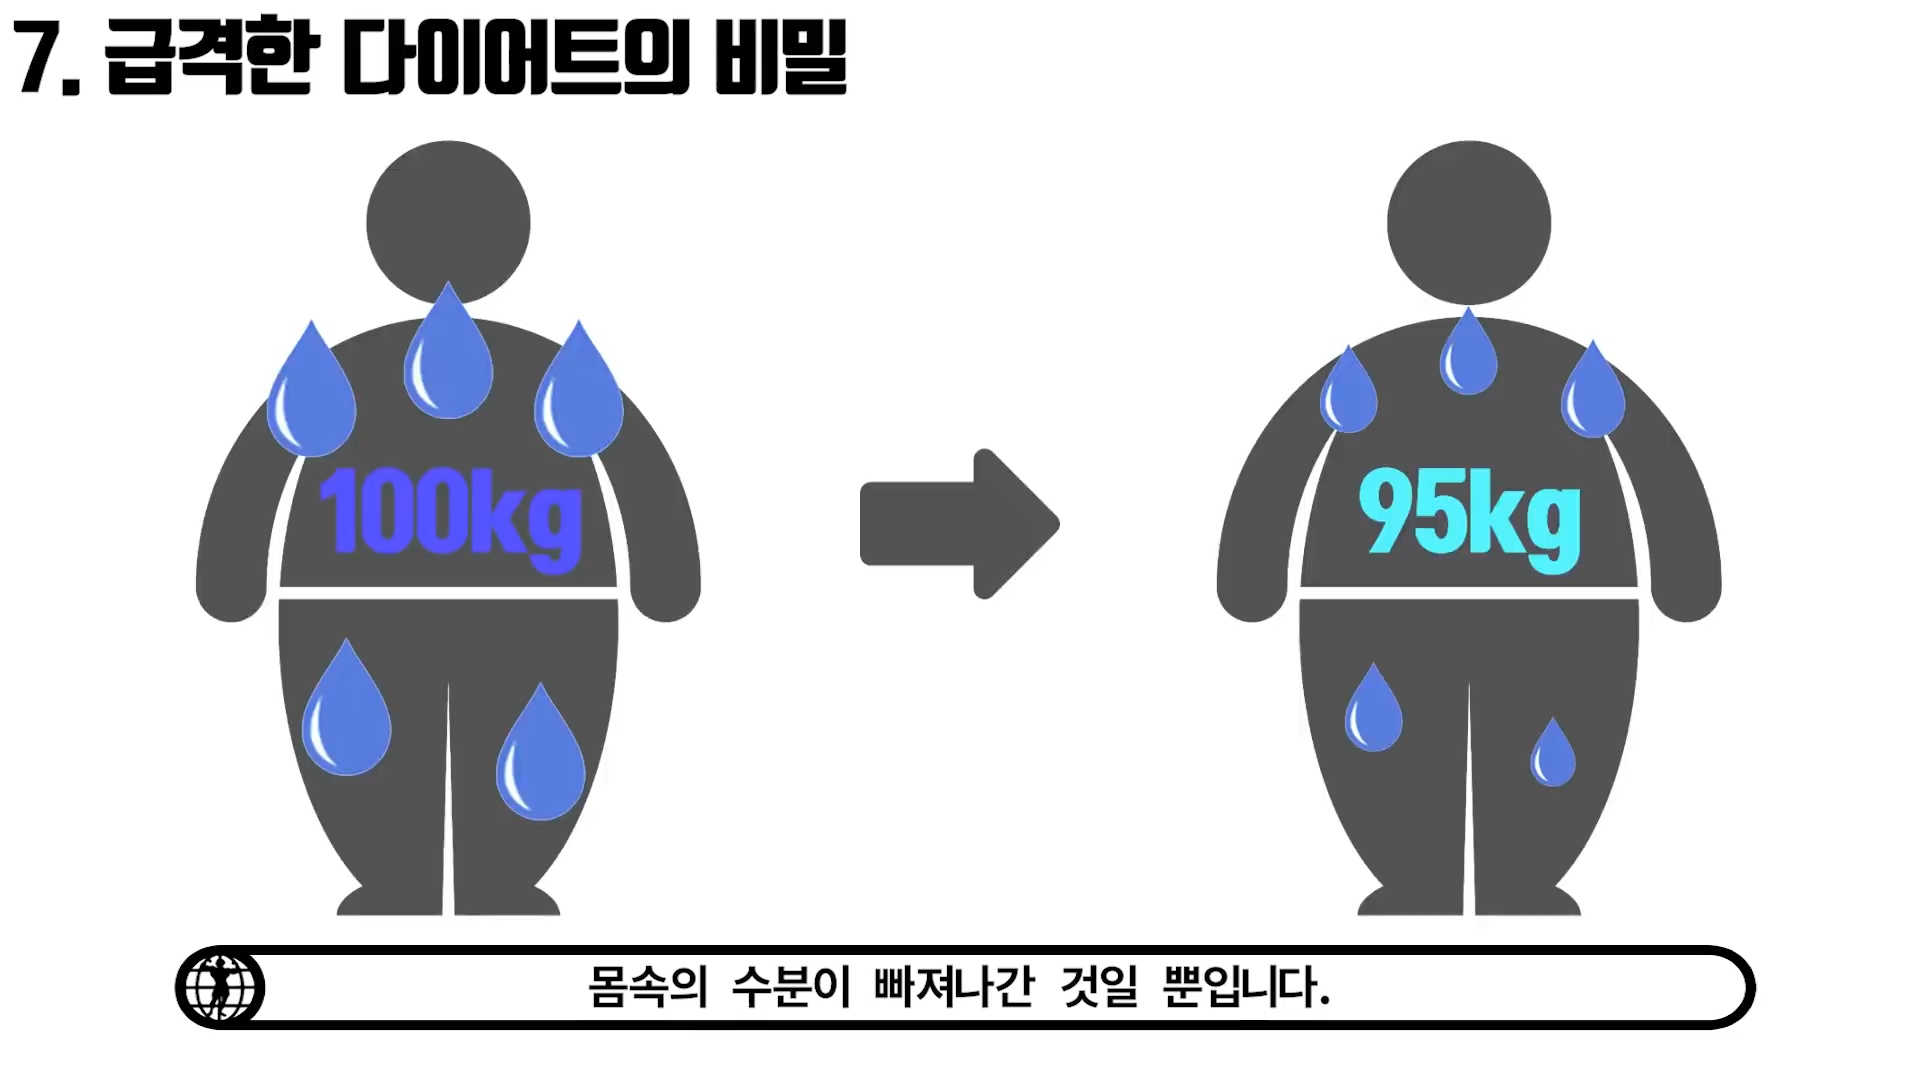 7. 급격한 다이어트의 비밀
100kg
95kg
몸속의 수분이 빠져나간 것일 뿐입니다.